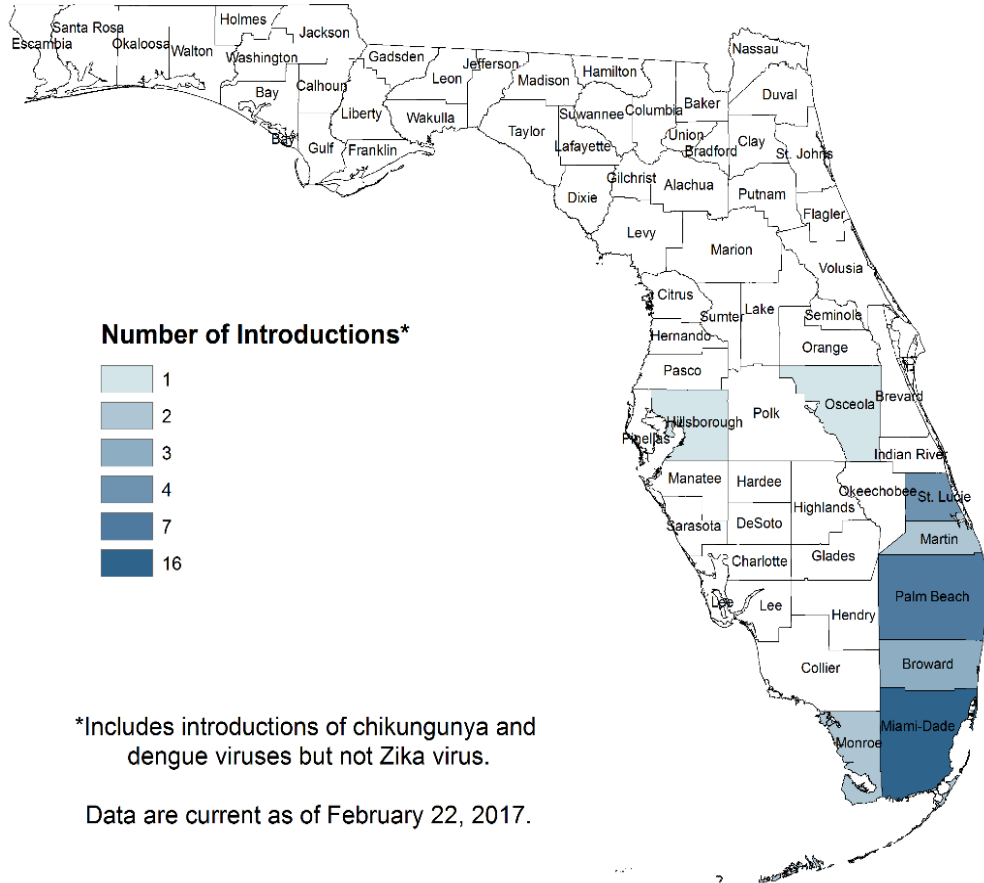 Holmes
Santa Rosa
Jackson
Escambia
Okaloosa
Walton
Washington
Gadsden
Jefferson
Leon
Madison
Hamilton
Nassau
Bay
Calhoun
Liberty
Wakulla
Taylor
Suwannee
Columbia
Baker
Duval
Bay
Gulf
Franklin
Lafayette
Union
Bradford
Clay
St. Johns
Dixie
Gilchrist
Alachua
Putnam
Flagler
Levy
Marion
Volusia
Citrus
Sumter
Lake
Seminole
Hernando
Orange
Pasco
Number of Introductions*
1
2
3
4
7
16
Hillsborough
Polk
Osceola
Brevard
Pinellas
Indian River
Manatee
Hardee
Highlands
Okeechobee
St. Lucie
Sarasota
DeSoto
Martin
Charlotte
Glades
Lee
Lee
Hendry
Palm Beach
Collier
Broward
Monroe
Miami-Dade
*Includes introductions of chikungunya and
dengue viruses but not Zika virus.
Data are current as of February 22, 2017.